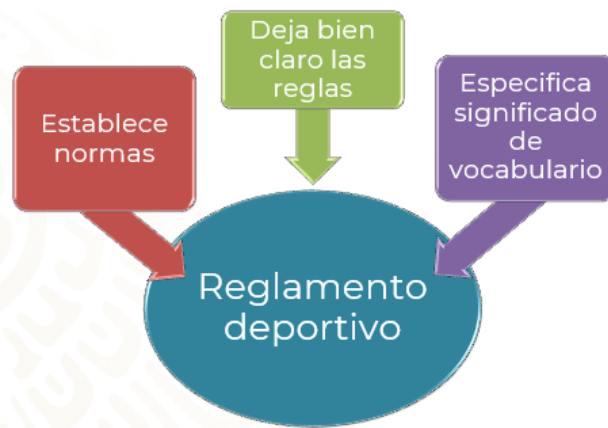 Establece
normas
Deja bien
claro las
reglas
Especifica
significado
de
vocabulario
Reglamento
deportivo